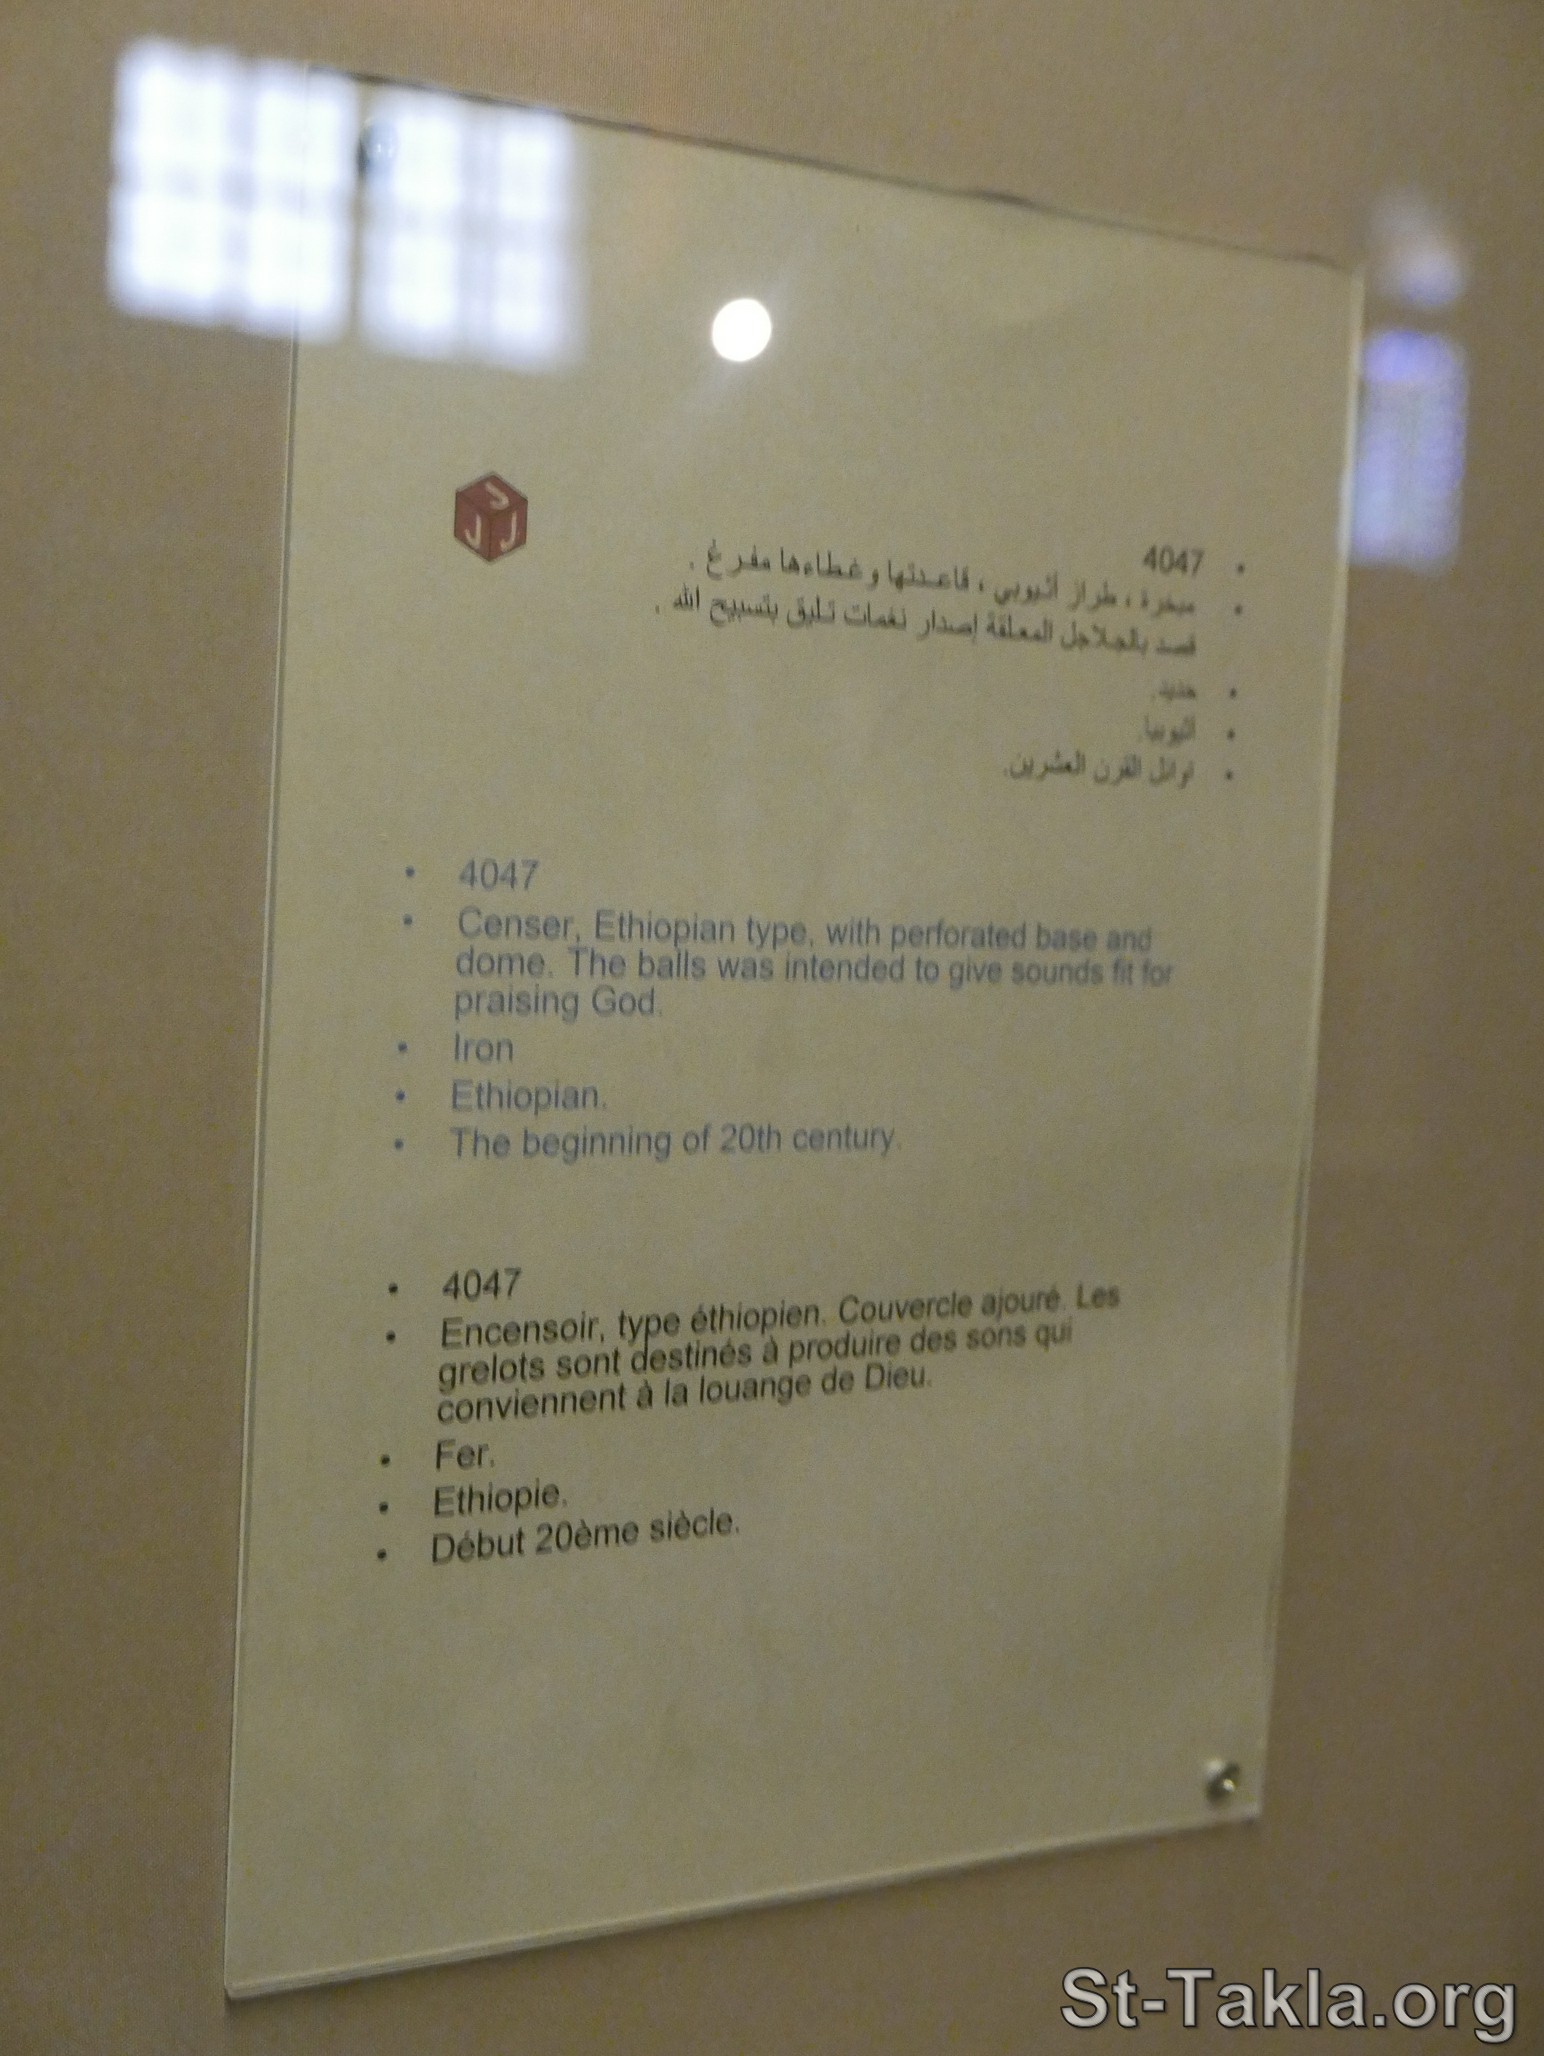 4047
مبخرة ، طراز أثيوبي ، قاعدتها وغطاءها مفرغ .
قصد بالجلاجل المعلقة إصدار نغمات تليق بتسبيح الله .
حديد.
أثيوبيا.
اوائل القرن العشرين.
4047
Censer, Ethiopian type, with perforated base and
dome. The balls was intended to give sounds fit for
praising God.
Iron
Ethiopian.
The beginning of 20th century.
4047
Encensoir, type éthiopien. Couvercle ajouré. Les
grelots sont destinés à produire des sons qui
conviennent à la louange de Dieu.
Fer.
Ethiopie.
Début 20ème siècle.
St-Takla.org